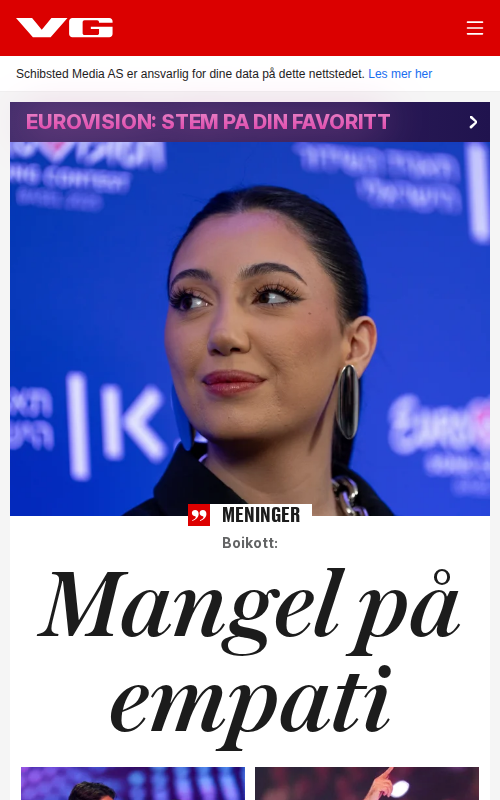 VG
Schibsted Media AS er ansvarlig for dine data på dette nettstedet. Les mer her
EUROVISION: STEM PA DIN FAVORITT
MENINGER
Boikott:
Mangel på
empati